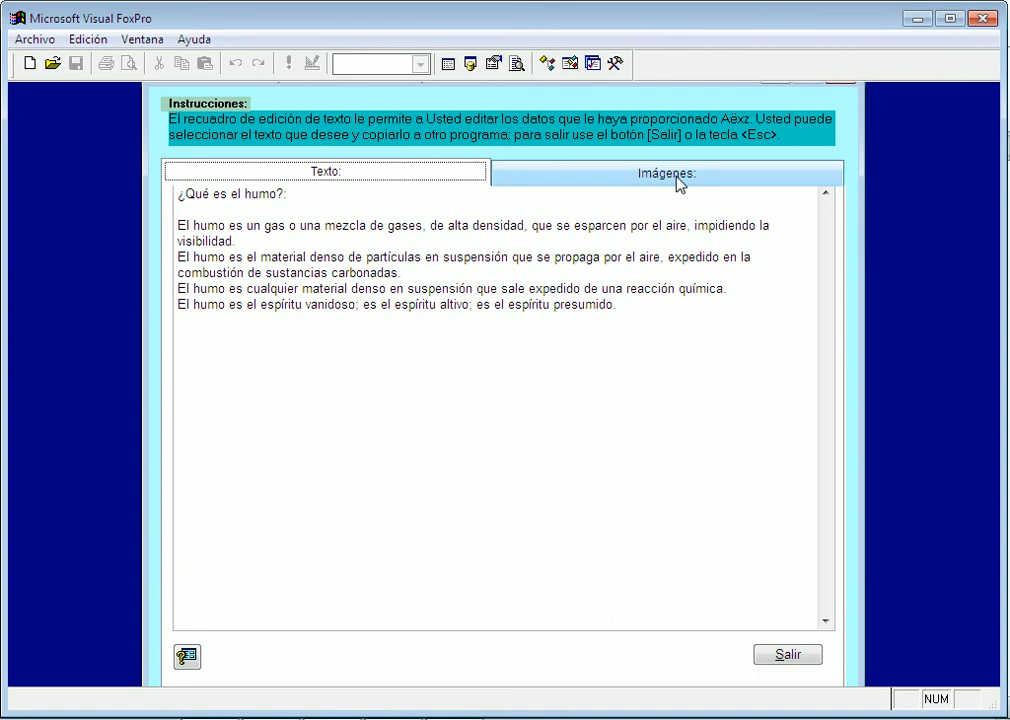 Microsoft Visual FoxPro
Archivo Edición Ventana Ayuda
Instrucciones:
El recuadro de edición de texto le permite a Usted editar los datos que le haya proporcionado Aëxz. Usted puede
seleccionar el texto que desee y copiarlo a otro programa; para salir use el botón [Salir] o la tecla <Esc>.
Texto: Imágenes:
¿Qué es el humo?:
El humo es un gas o una mezcla de gases, de alta densidad, que se esparcen por el aire, impidiendo la
visibilidad.
El humo es el material denso de partículas en suspensión que se propaga por el aire, expedido en la
combustión de sustancias carbonadas.
El humo es cualquier material denso en suspensión que sale expedido de una reacción química.
El humo es el espíritu vanidoso; es el espíritu altivo; es el espíritu presumido.
Salir
NUM